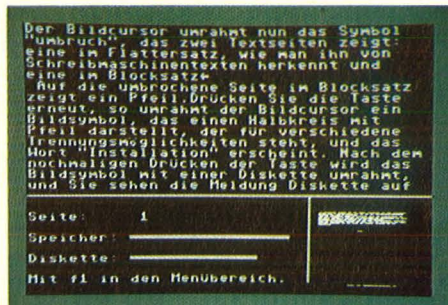 Der Bildcursor umrahmt nun das Symbol
"umbruch", das zwei Textseiten zeigt:
eine im Flattersatz, wie man ihn von
Schreibmaschinentexten herkennt und
eine im Blocksatz←
Auf die umbrochene Seite im Blocksatz
zeigt ein Pfeil.Drücken Sie die Taste
erneut, so umrahmt der Bildcursor ein
Bildsymbol, das einen Halbkreis mit
Pfeil darstellt, der für verschiedene
Trennungsmöglichkeiten steht, und das
Wort "Installation" erscheint. Nach dem
nochmaligen Drücken der Taste wird das
Bildsymbol mit einer Diskette umrahmt,
und Sie sehen die Meldung Diskette auf
Seite: 1
Speicher:
Diskette:
Mit f1 in den Menübereich.